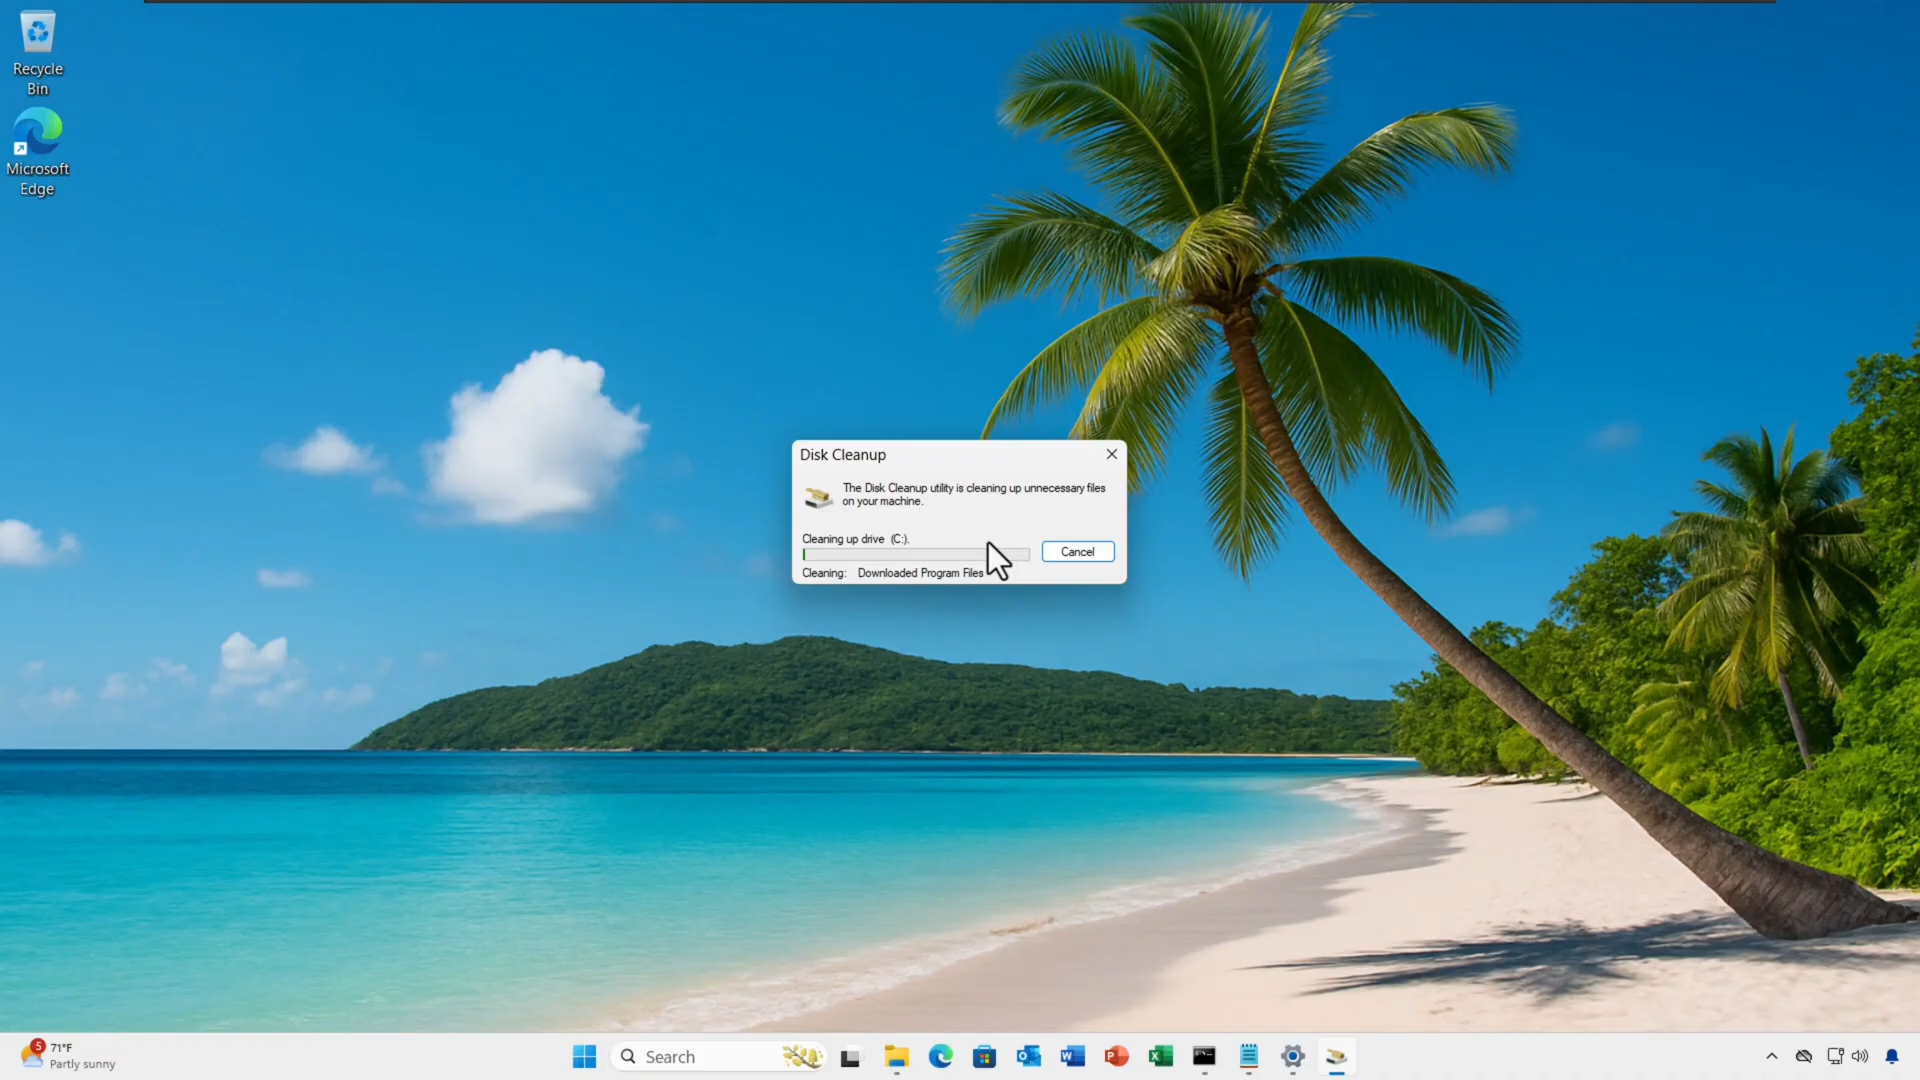 Recycle
Bin
Microsoft
Edge
Disk Cleanup
The Disk Cleanup utility is cleaning up unnecessary files
on your machine.
Cleaning up drive (C:).
Cancel
Cleaning: Downloaded Program Files
5
71°F
Partly sunny
Search